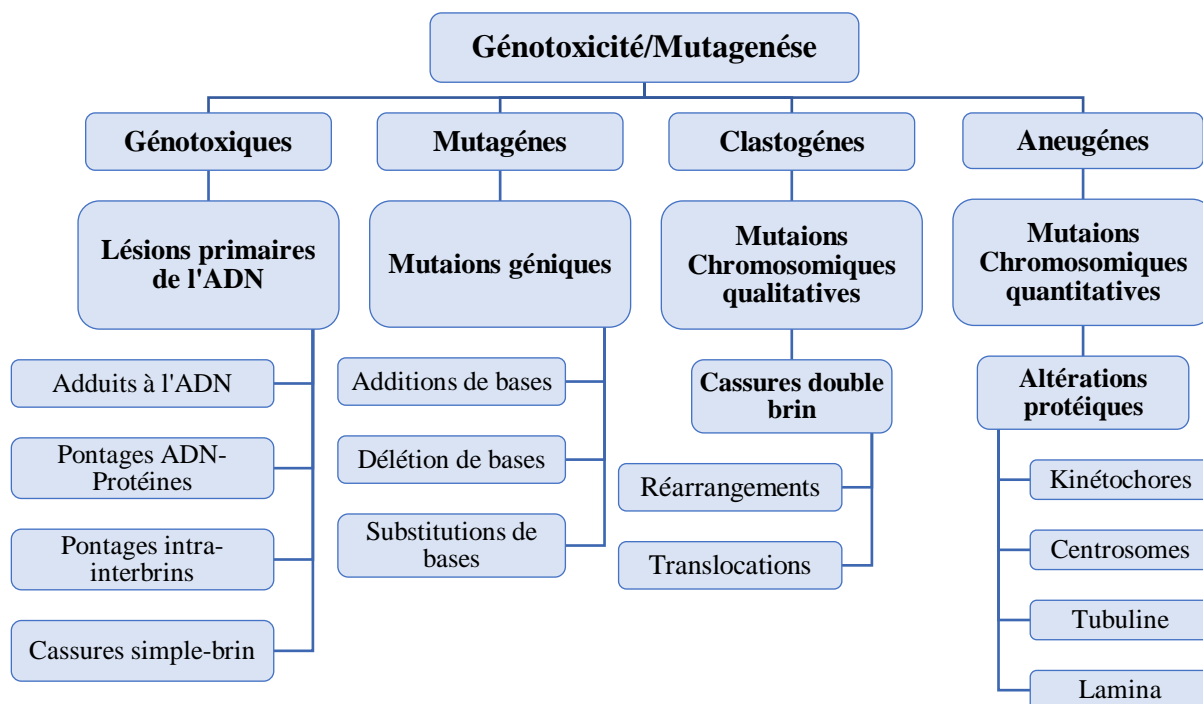 Génotoxicité/Mutagenése
Génotoxiques
Mutagénes
Clastogénes
Aneugénes
Lésions primaires
de l'ADN
Mutaions géniques
Mutaions
Chromosomiques
qualitatives
Mutaions
Chromosomiques
quantitatives
Adduits à l'ADN
Pontages ADN-
Protéines
Pontages intra-
interbrins
Cassures simple-brin
Additions de bases
Délétion de bases
Substitutions de
bases
Cassures double
brin
Réarrangements
Translocations
Altérations
protéiques
Kinétochores
Centrosomes
Tubuline
Lamina